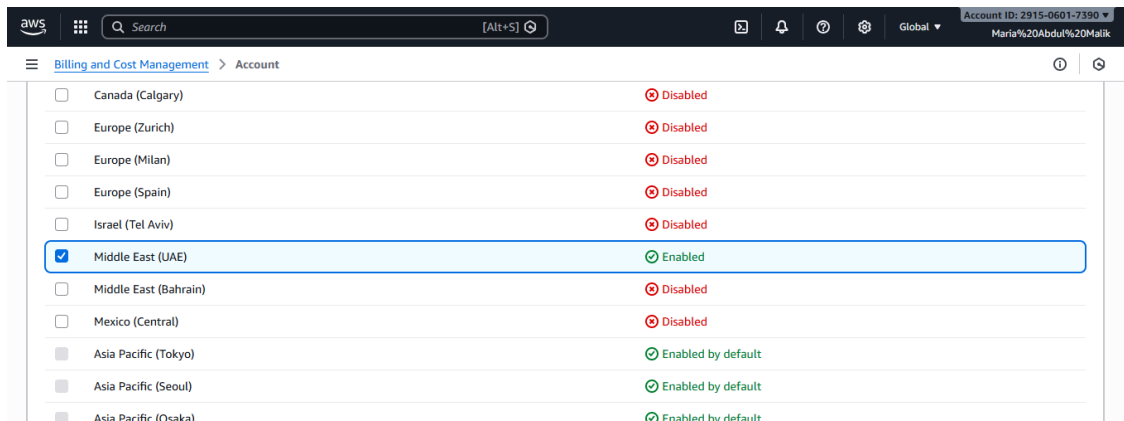 aws
Search [Alt+S] Global ▼ Account ID: 2915-0601-7390 ▼
Maria%20Abdul%20Malik
Billing and Cost Management > Account
Canada (Calgary) Disabled
Europe (Zurich) Disabled
Europe (Milan) Disabled
Europe (Spain) Disabled
Israel (Tel Aviv) Disabled
Middle East (UAE) Enabled
Middle East (Bahrain) Disabled
Mexico (Central) Disabled
Asia Pacific (Tokyo) Enabled by default
Asia Pacific (Seoul) Enabled by default
Asia Pacific (Osaka) Enabled by default